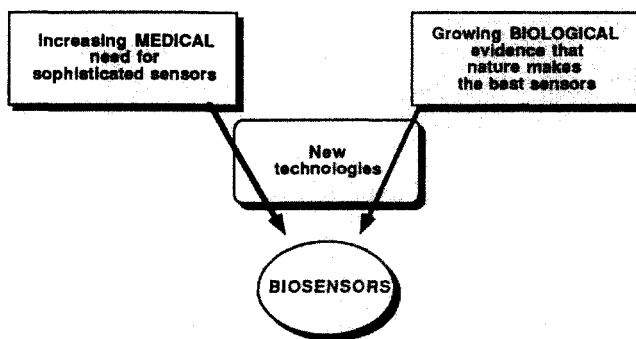 Increasing MEDICAL
need for
sophisticated sensors
Growing BIOLOGICAL
evidence that
nature makes
the best sensors
New
technologies
BIOSENSORS